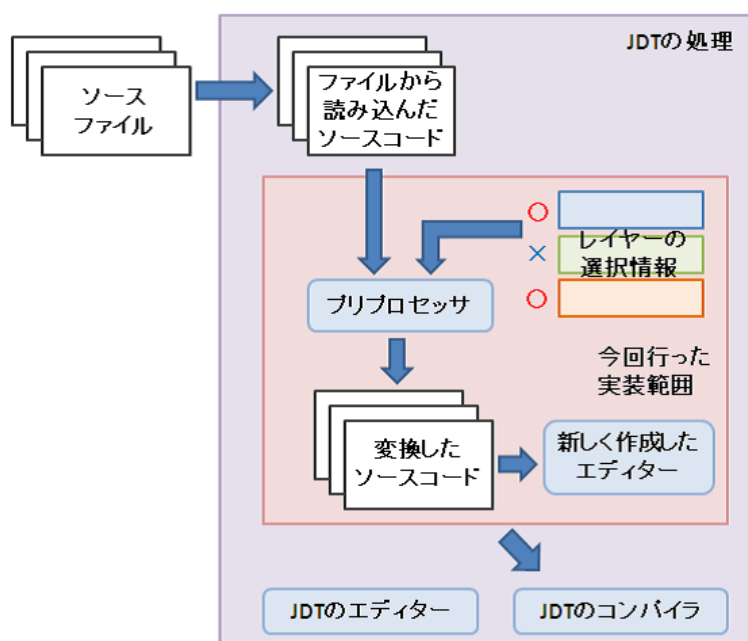 JDTの処理
ソース
ファイル
ファイルから
読み込んだ
ソースコード
レイヤーの
選択情報
プリプロセッサ
今回行った
実装範囲
変換した
ソースコード
新しく作成した
エディター
JDTのエディター
JDTのコンパイラ